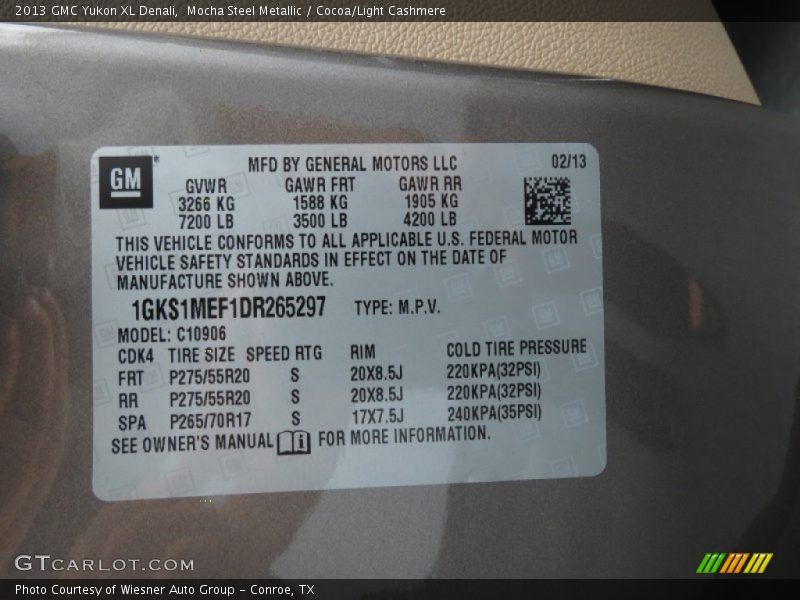 2013 GMC Yukon XL Denali,  Mocha Steel Metallic / Cocoa/Light Cashmere
GM
MFD BY GENERAL MOTORS LLC 02/13
GVWR GAWR FRT GAWR RR
3266 KG 1588 KG 1905 KG
7200 LB 3500 LB 4200 LB
THIS VEHICLE CONFORMS TO ALL APPLICABLE U.S. FEDERAL MOTOR
VEHICLE SAFETY STANDARDS IN EFFECT ON THE DATE OF
MANUFACTURE SHOWN ABOVE.
1GKS1MEF1DR265297 TYPE: M.P.V.
MODEL: C10906
CDK4 TIRE SIZE SPEED RTG RIM COLD TIRE PRESSURE
FRT P275/55R20 S 20X8.5J 220KPA(32PSI)
RR P275/55R20 S 20X8.5J 220KPA(32PSI)
SPA P265/70R17 S 17X7.5J 240KPA(35PSI)
SEE OWNER'S MANUAL FOR MORE INFORMATION.
GTCARLOT.COM
Photo Courtesy of Wiesner Auto Group - Conroe, TX